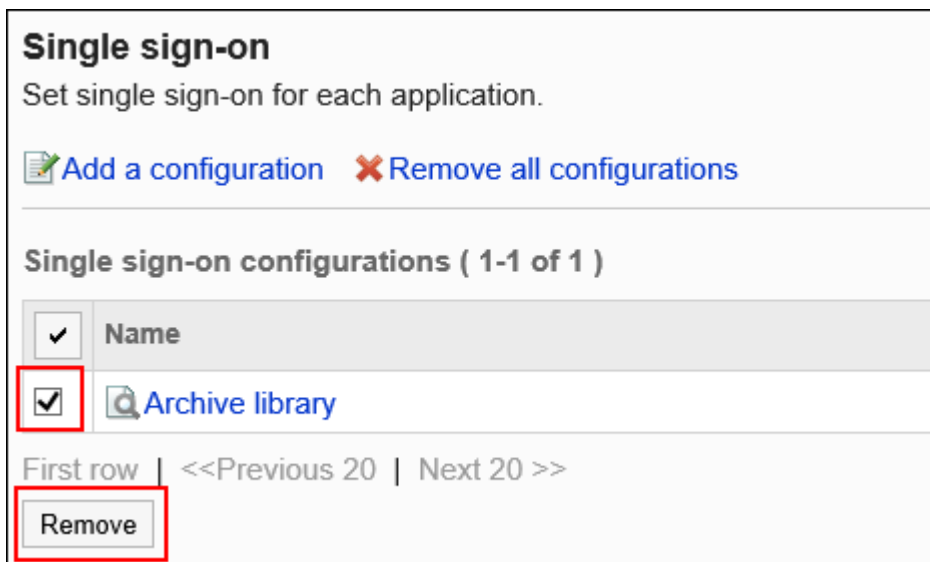 Single sign-on
Set single sign-on for each application.
Add a configuration Remove all configurations
Single sign-on configurations ( 1-1 of 1 )
Name
Archive library
First row | <<Previous 20 | Next 20 >>
Remove